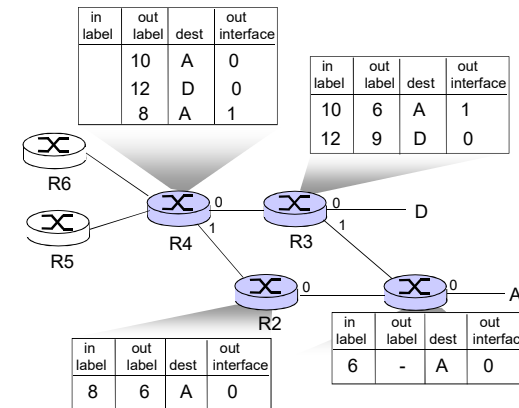 in out dest out
label label interface
10 A 0
12 D 0
8 A 1
in out dest out
label label interface
10 6 A 1
12 9 D 0
R6
0
0
D
R4
1
R3
1
R5
0
0
A
R2
in out dest out
label label interface
6 - A 0
in out dest out
label label interface
8 6 A 0